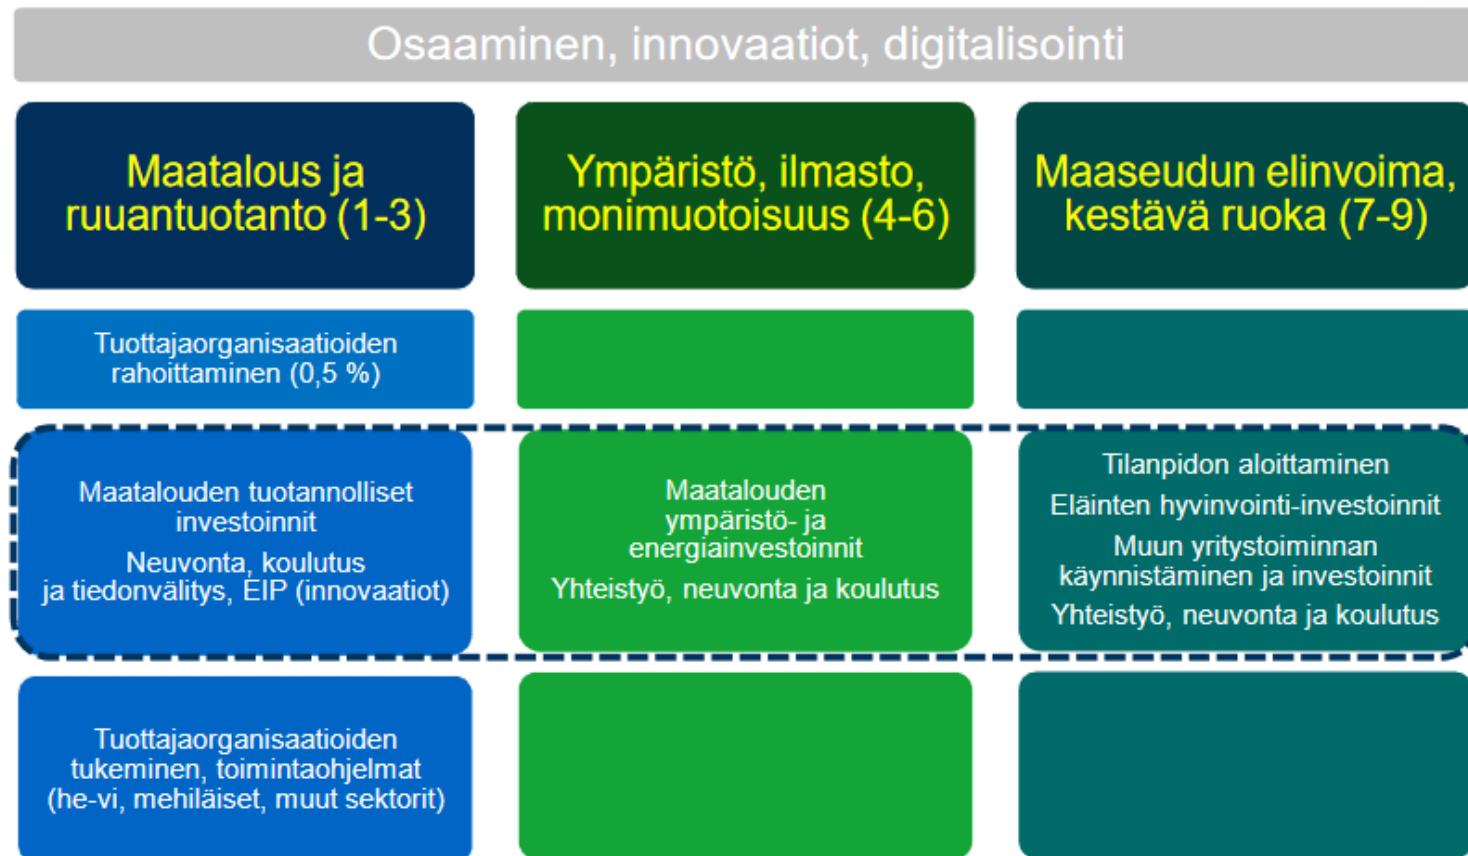 Osaaminen, innovaatiot, digitalisointi
Maatalous ja
ruuantuotanto (1-3)
Ympäristö, ilmasto,
monimuotoisuus (4-6)
Maaseudun elinvoima,
kestävä ruoka (7-9)
Tuottajaorganisaatioiden
rahoittaminen (0,5 %)
Maatalouden tuotannolliset
investoinnit
Neuvonta, koulutus
ja tiedonvälitys, EIP (innovaatiot)
Maatalouden
ympäristö- ja
energiainvestoinnit
Yhteistyö, neuvonta ja koulutus
Tilanpidon aloittaminen
Eläinten hyvinvointi-investoinnit
Muun yritystoiminnan
käynnistäminen ja investoinnit
Yhteistyö, neuvonta ja koulutus
Tuottajaorganisaatioiden
tukeminen, toimintaohjelmat
(he-vi, mehiläiset, muut sektorit)